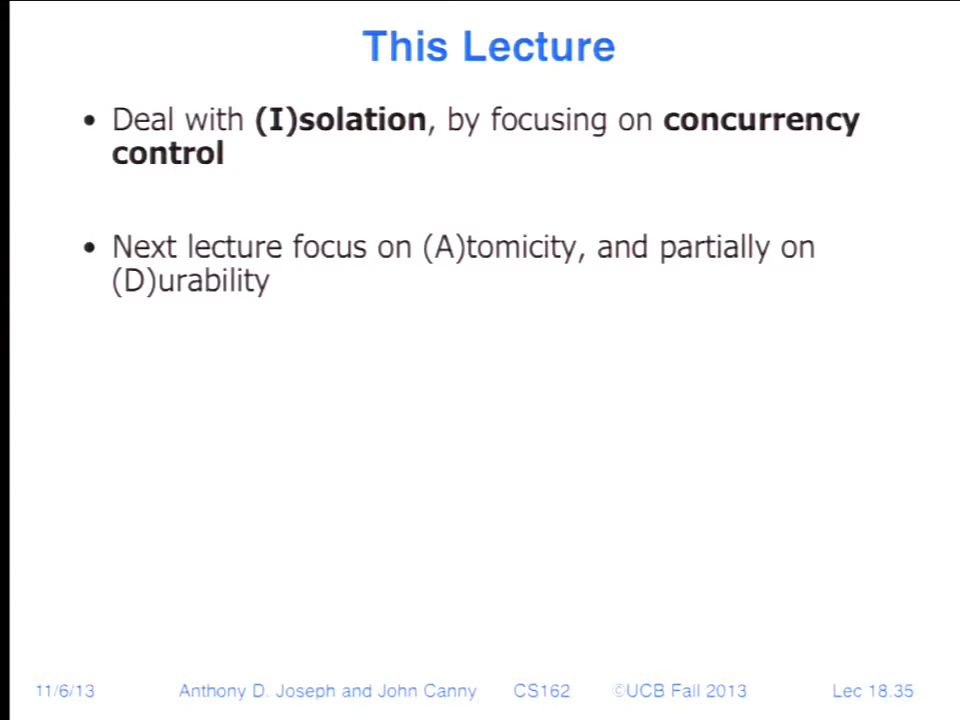 This Lecture
• Deal with (I)solation, by focusing on concurrency
control
• Next lecture focus on (A)tomicity, and partially on
(D)urability
11/6/13 Anthony D. Joseph and John Canny CS162 ©UCB Fall 2013 Lec 18.35